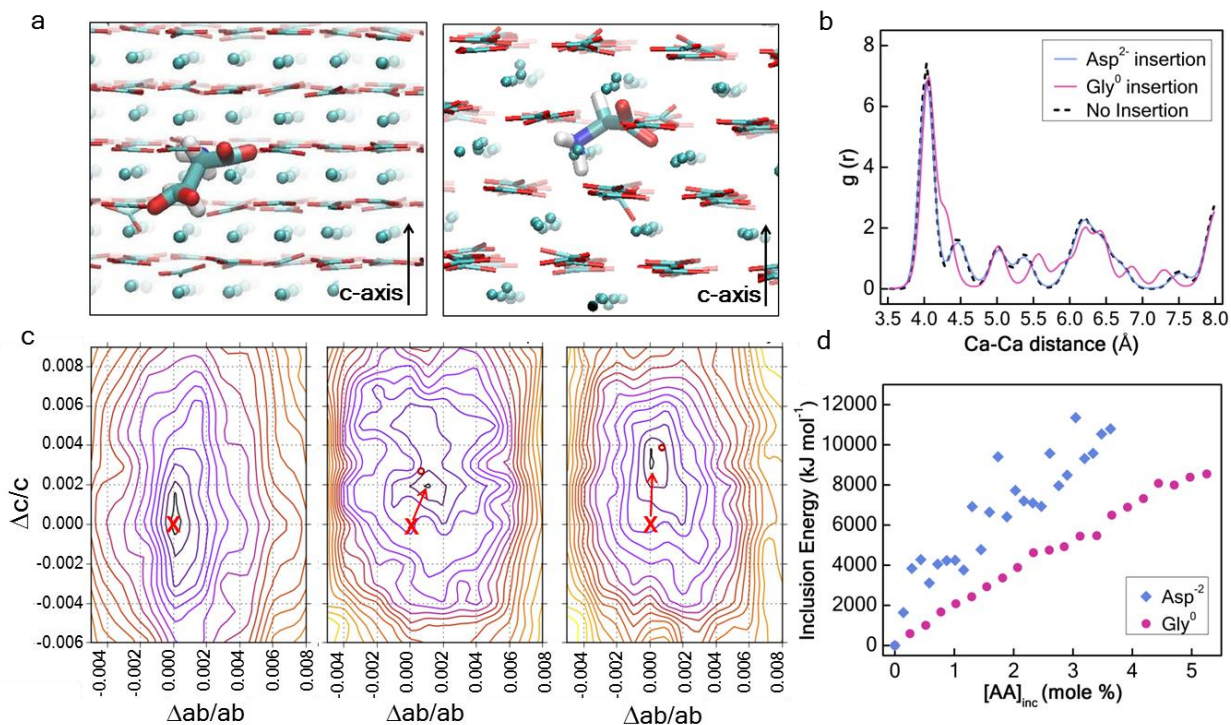 a
c-axis
c-axis
b
Asp2- insertion
Gly0 insertion
No Insertion
8
6
4
2
0
g (r)
3.5 4.0 4.5 5.0 5.5 6.0 6.5 7.0 7.5 8.0
Ca-Ca distance (Å)
c
0.008
0.006
0.004
0.002
0.000
-0.002
-0.004
-0.006
Δc/c
-0.004 -0.002 0.000 0.002 0.004 0.006 0.008
Δab/ab
-0.004 -0.002 0.000 0.002 0.004 0.006 0.008
Δab/ab
-0.004 -0.002 0.000 0.002 0.004 0.006 0.008
Δab/ab
d
12000
10000
8000
6000
4000
2000
0
Inclusion Energy (kJ mol-1)
Asp-2
Gly0
0 1 2 3 4 5
[AA]inc (mole %)